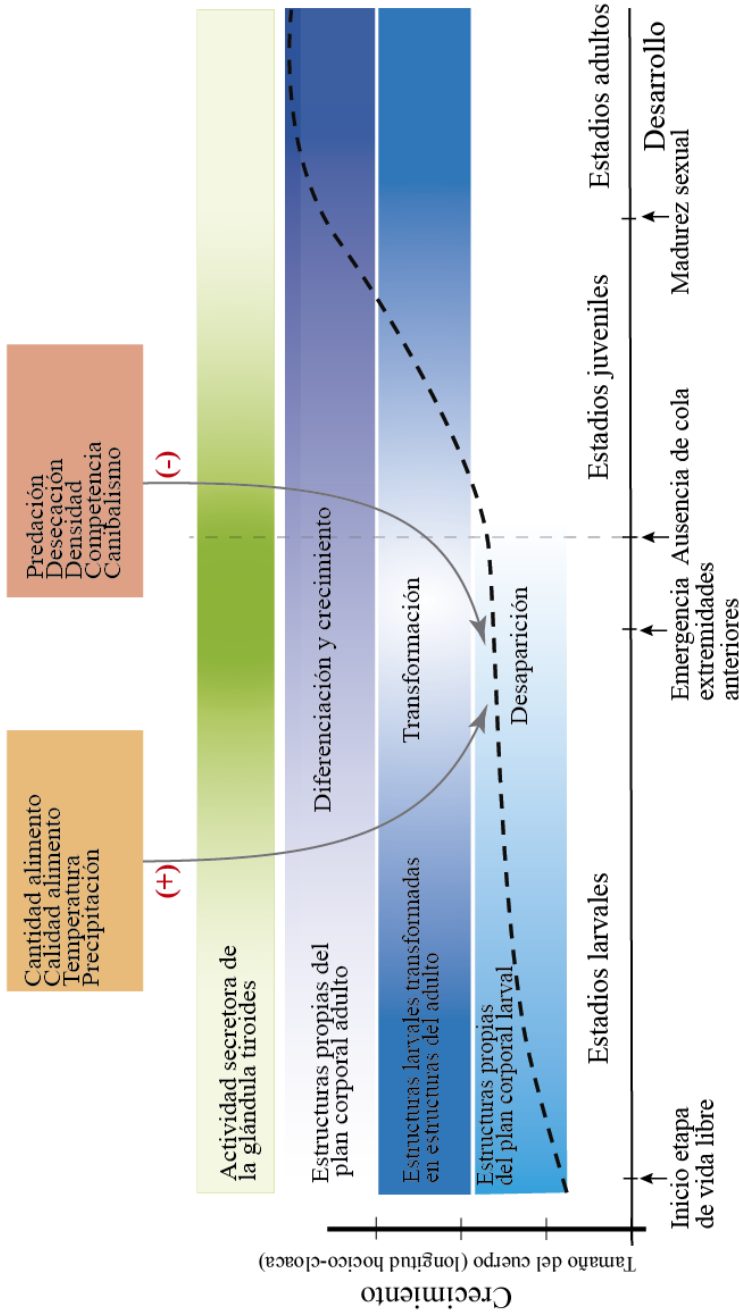 Cantidad alimento
Calidad alimento
Temperatura
Precipitación
Predación
Desecación
Densidad
Competencia
Canibalismo
(+)
(-)
Actividad secretora de
la glándula tiroides
Estructuras propias del
plan corporal adulto
Diferenciación y crecimiento
Estructuras larvales transformadas
en estructuras del adulto
Transformación
Estructuras propias
del plan corporal larval
Desaparición
Crecimiento
Tamaño del cuerpo (longitud hocico-cloaca)
Estadios larvales
Estadios juveniles
Estadios adultos
Desarrollo
Inicio etapa
de vida libre
Emergencia
extremidades
anteriores
Ausencia de cola
Madurez sexual